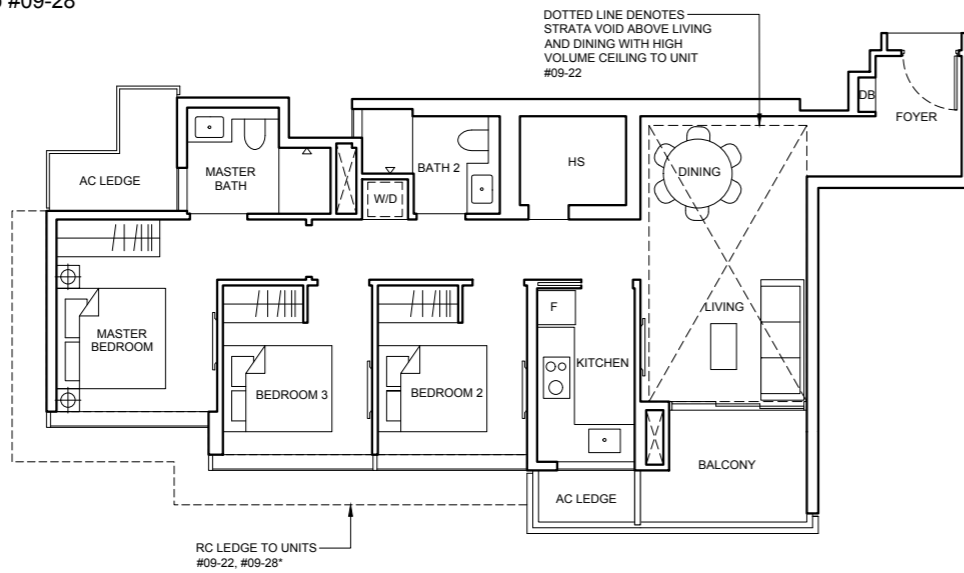 #09-28
DOTTED LINE DENOTES
STRATA VOID ABOVE LIVING
AND DINING WITH HIGH
VOLUME CEILING TO UNIT
#09-22
DB
FOYER
AC LEDGE
MASTER
BATH
W/D
BATH 2
HS
DINING
MASTER
BEDROOM
BEDROOM 3
BEDROOM 2
F
KITCHEN
LIVING
BALCONY
AC LEDGE
RC LEDGE TO UNITS
#09-22, #09-28*